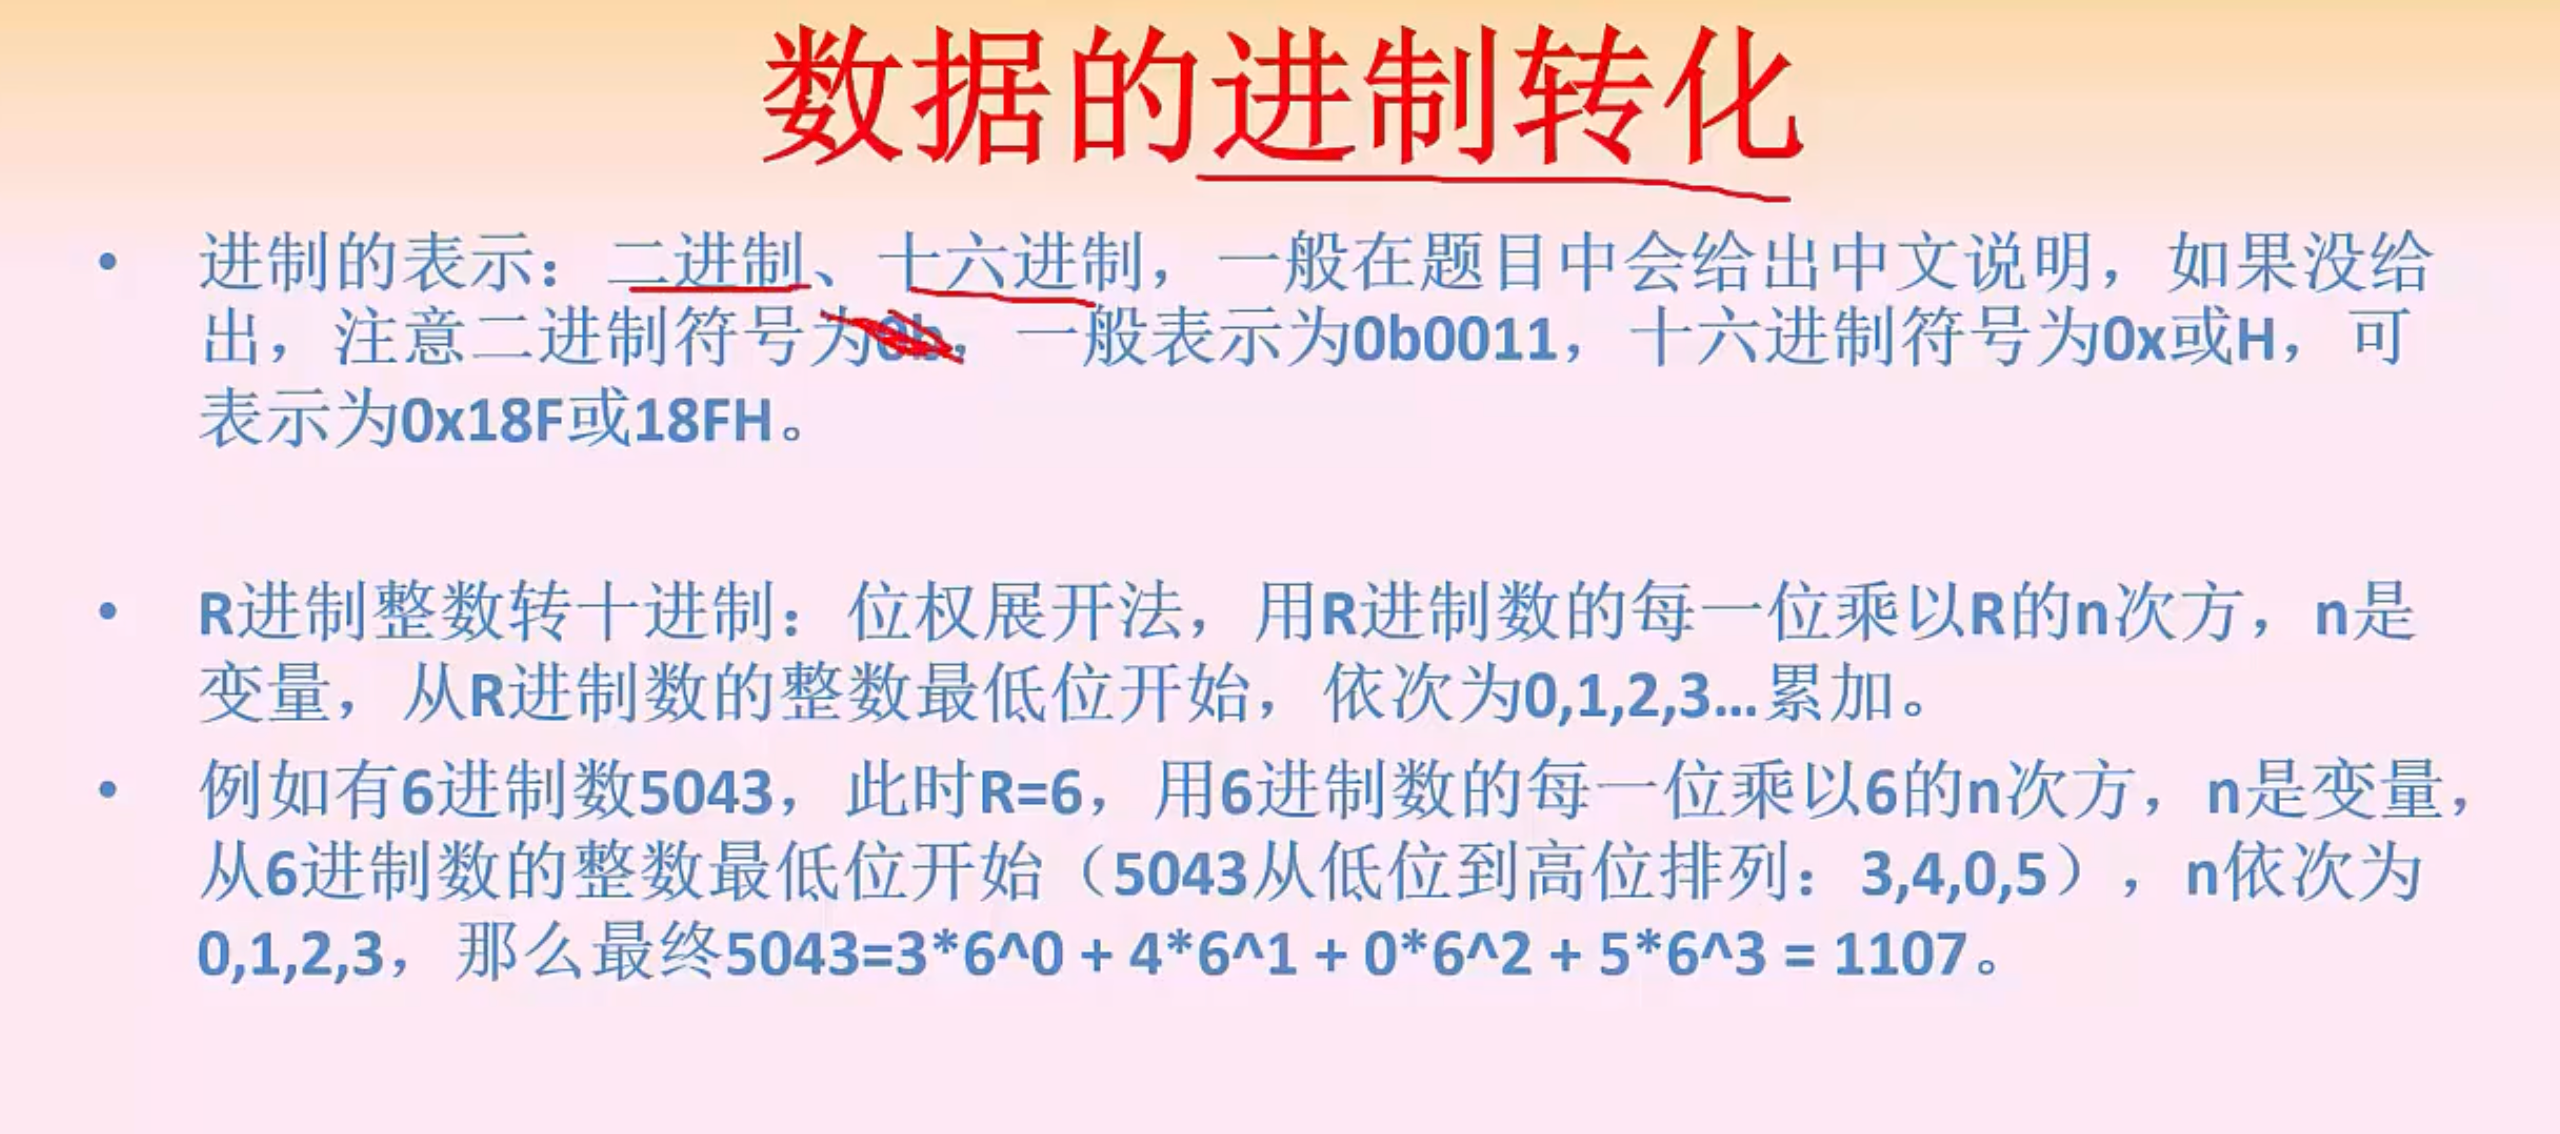 数据的进制转化
• 进制的表示：二进制、十六进制，一般在题目中会给出中文说明，如果没给
出，注意二进制符号为0b，一般表示为0b0011，十六进制符号为0x或H，可
表示为0x18F或18FH。
• R进制整数转十进制：位权展开法，用R进制数的每一位乘以R的n次方，n是
变量，从R进制数的整数最低位开始，依次为0,1,2,3…累加。
• 例如有6进制数5043，此时R=6，用6进制数的每一位乘以6的n次方，n是变量，
从6进制数的整数最低位开始（5043从低位到高位排列：3,4,0,5），n依次为
0,1,2,3，那么最终5043=3*6^0 + 4*6^1 + 0*6^2 + 5*6^3 = 1107。